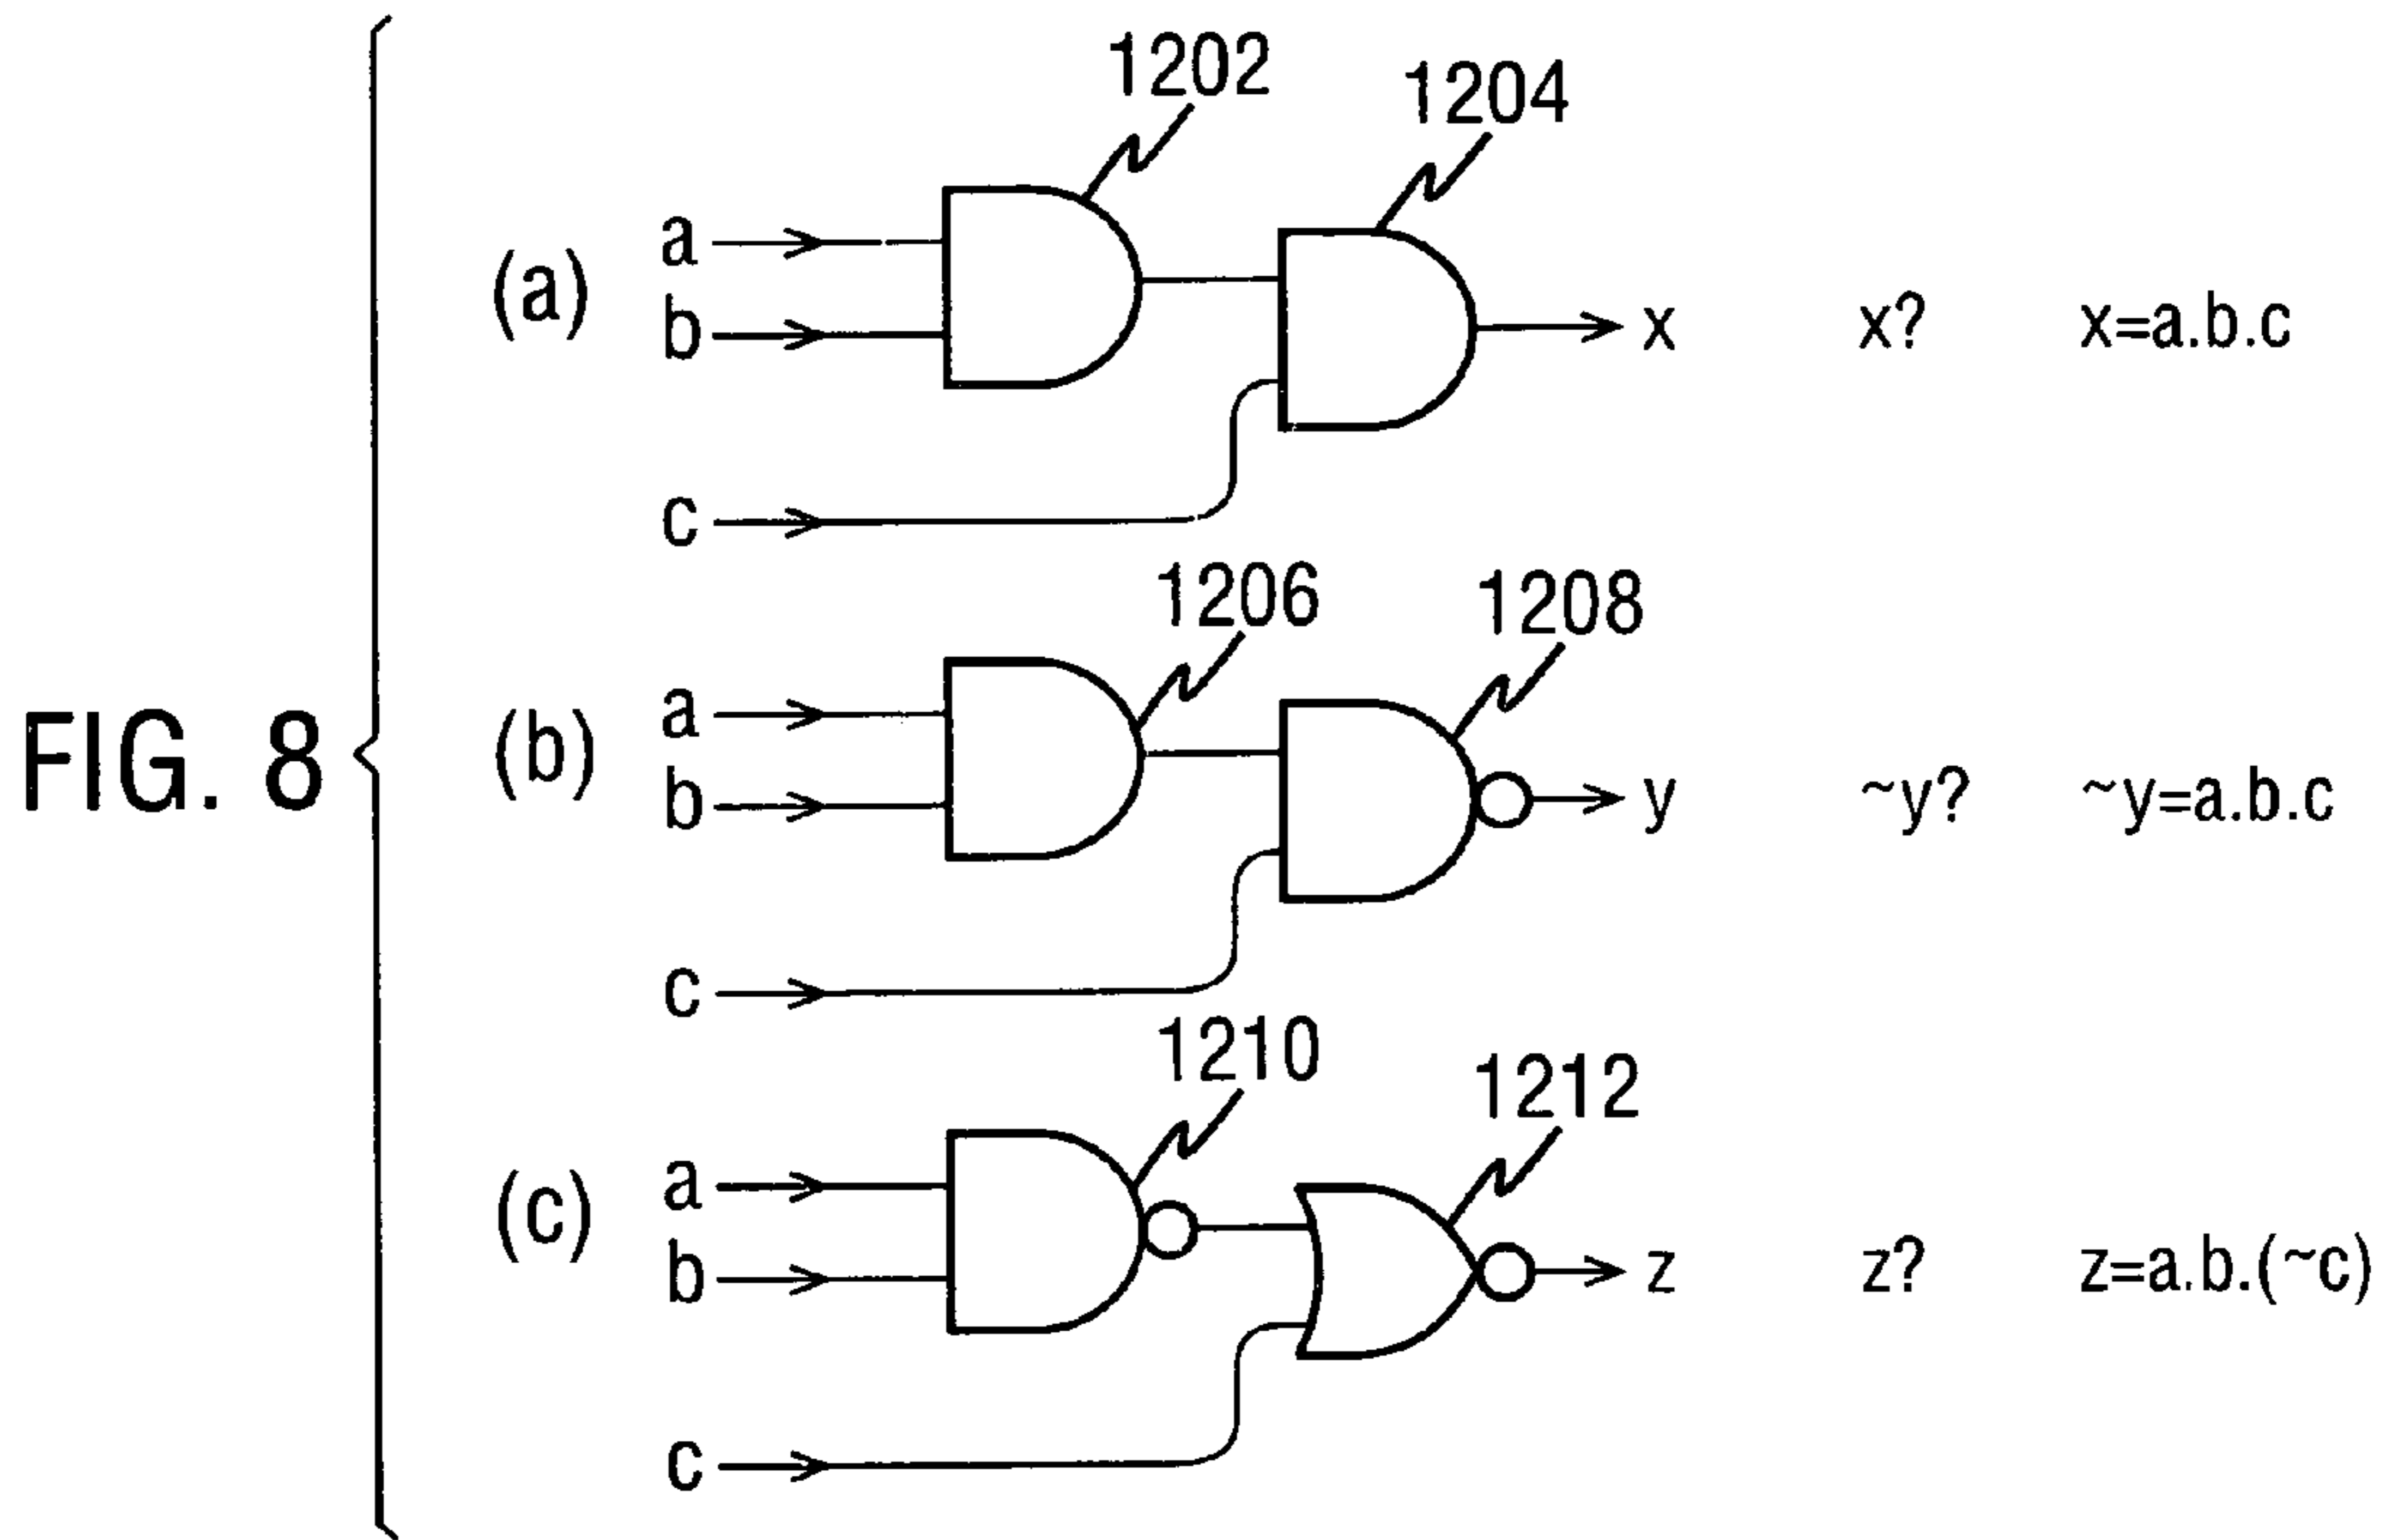 1202
1204
(a)
a
b
c
x
x?
x=a.b.c
1206
1208
FIG. 8
(b)
a
b
c
y
~y?
~y=a.b.c
1210
1212
(c)
a
b
c
z
z?
z=a.b.(~c)